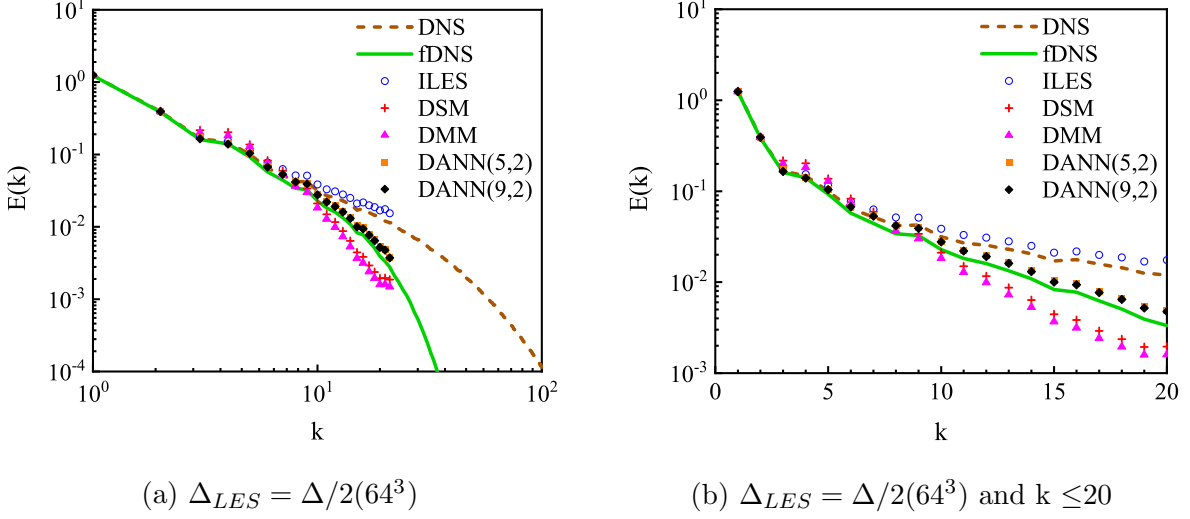 10^1
10^0
10^-1
10^-2
10^-3
10^-4
E(k)
10^0
10^1
10^2
k
DNS
fDNS
ILES
DSM
DMM
DANN(5,2)
DANN(9,2)
(a) Δ_LES = Δ/2(64^3)
10^1
10^0
10^-1
10^-2
10^-3
E(k)
0
5
10
15
20
k
DNS
fDNS
ILES
DSM
DMM
DANN(5,2)
DANN(9,2)
(b) Δ_LES = Δ/2(64^3) and k ≤20